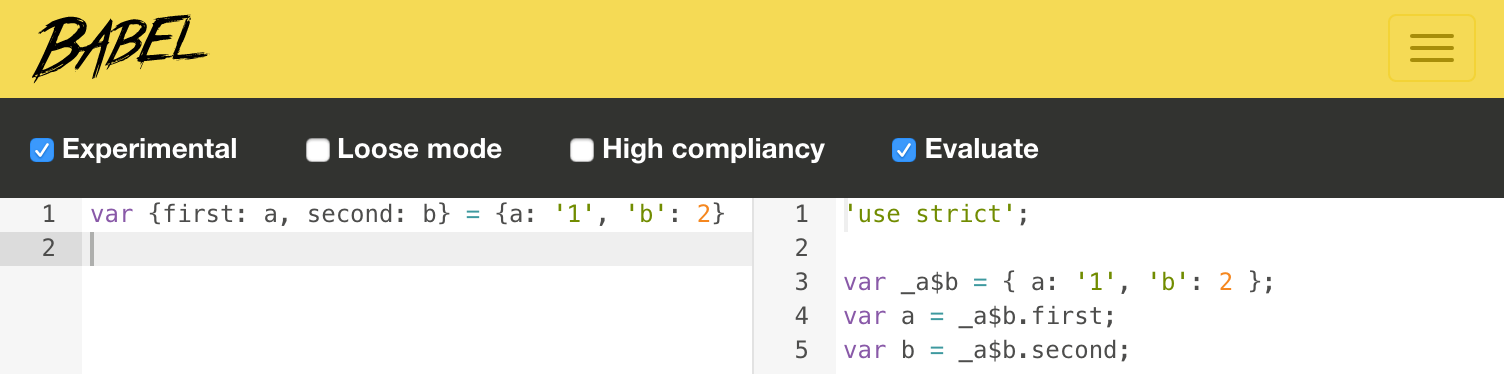 BABEL
Experimental Loose mode High compliancy Evaluate
1 var {first: a, second: b} = {a: '1', 'b': 2}
2
1 'use strict';
2
3 var _a$b = { a: '1', 'b': 2 };
4 var a = _a$b.first;
5 var b = _a$b.second;